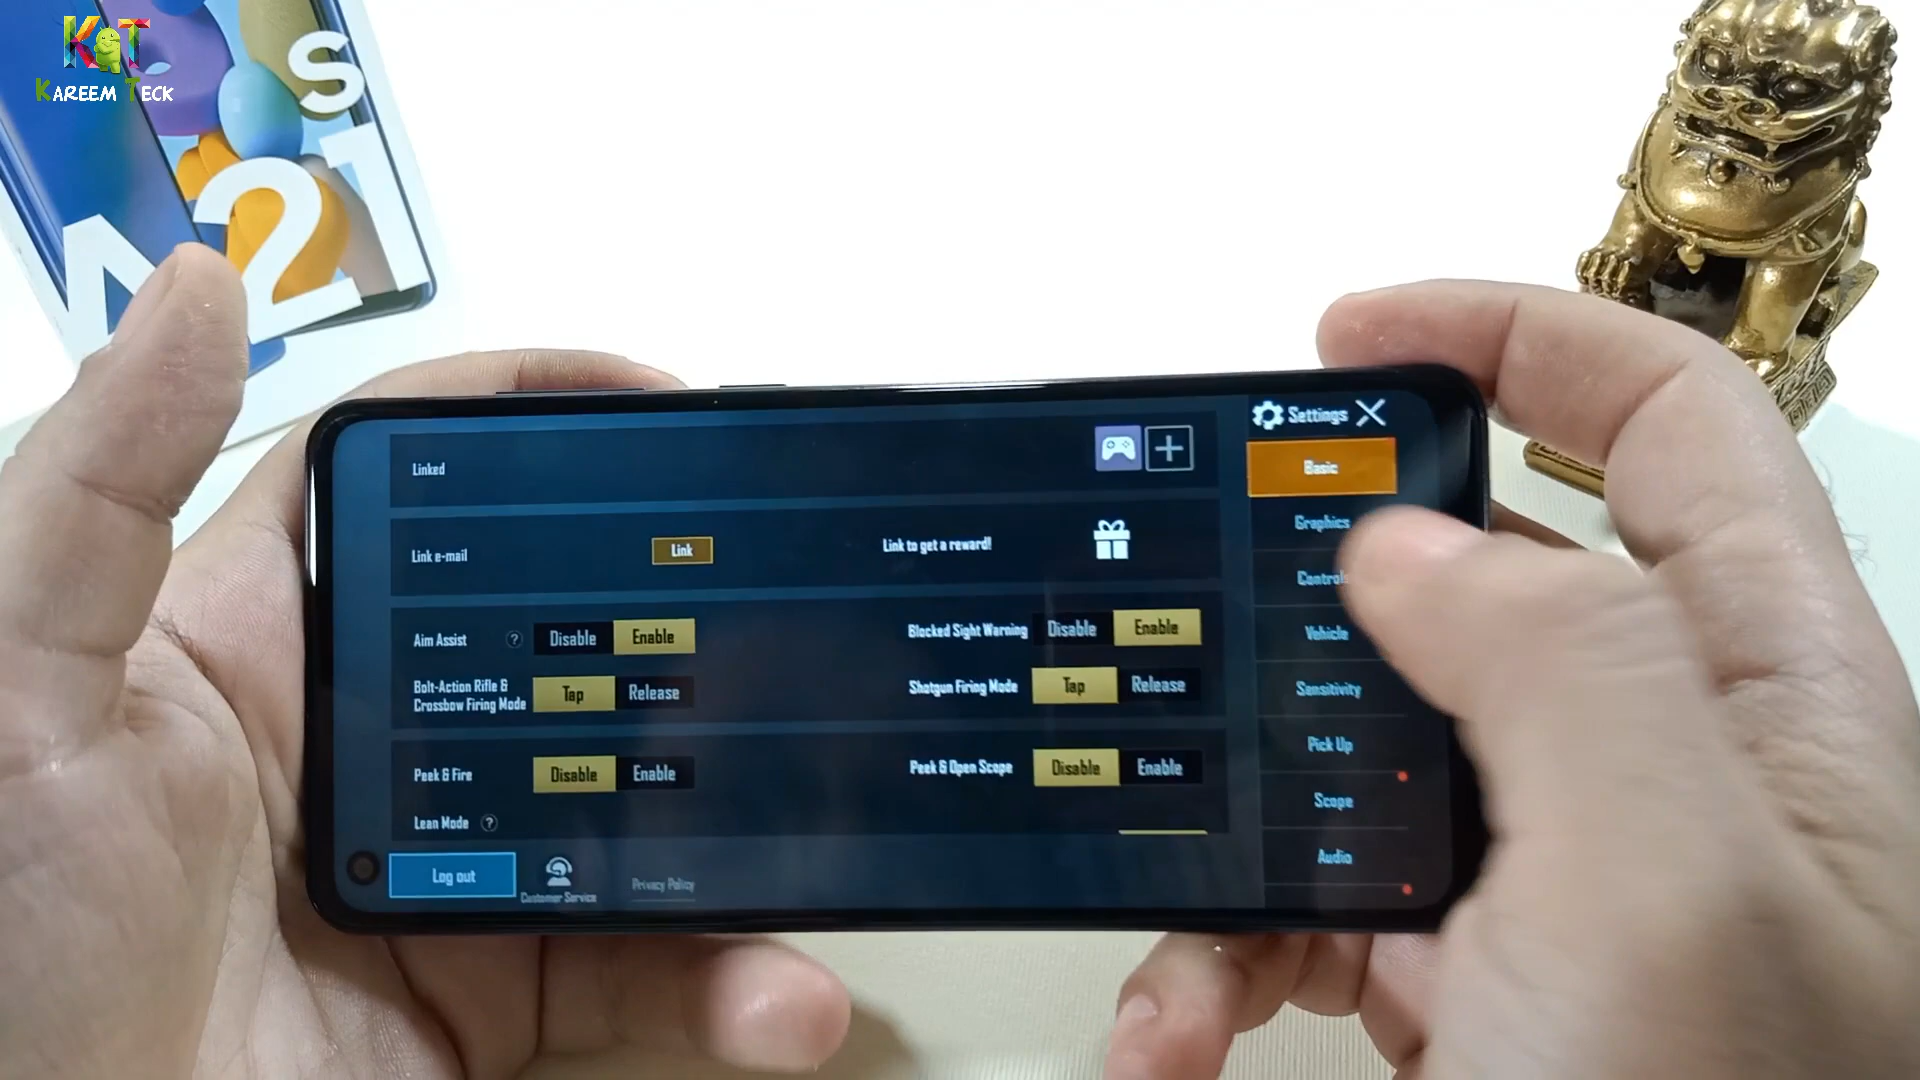 KAT
KAREEM TECK
A21
s
Settings
Linked
Basic
Graphics
Link e-mail
Link
Link to get a reward!
Controls
Aim Assist
?
Disable
Enable
Blocked Sight Warning
Disable
Enable
Vehicle
Bolt-Action Rifle &
Crossbow Firing Mode
Tap
Release
Shotgun Firing Mode
Tap
Release
Sensitivity
Pick Up
Peek & Fire
Disable
Enable
Peek & Open Scope
Disable
Enable
Scope
Lean Mode
?
Audio
Log out
Customer Service
Privacy Policy